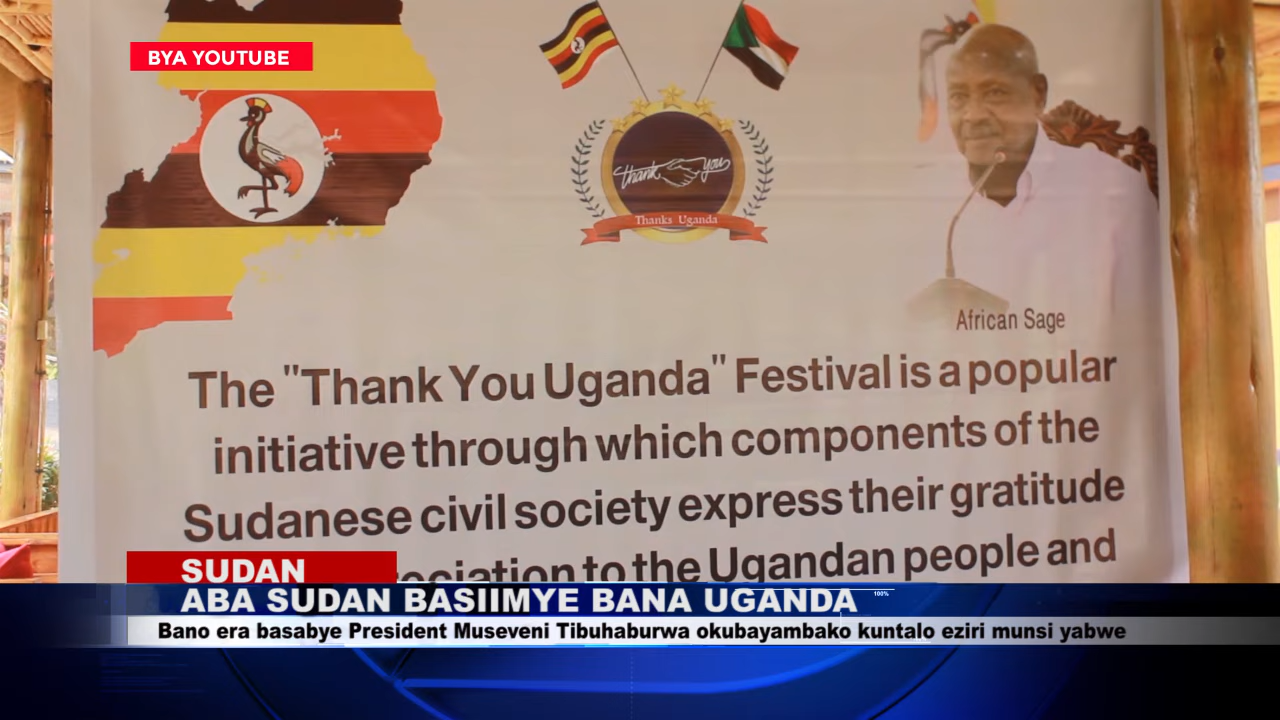 BYA YOUTUBE
thank you
Thanks Uganda
African Sage
The "Thank You Uganda" Festival is a popular
initiative through which components of the
Sudanese civil society express their gratitude
to the Ugandan people and
SUDAN
ABA SUDAN BASIIMYE BANA UGANDA
100%
Bano era basabye President Museveni Tibuhaburwa okubayambako kuntalo eziri munsi yabwe